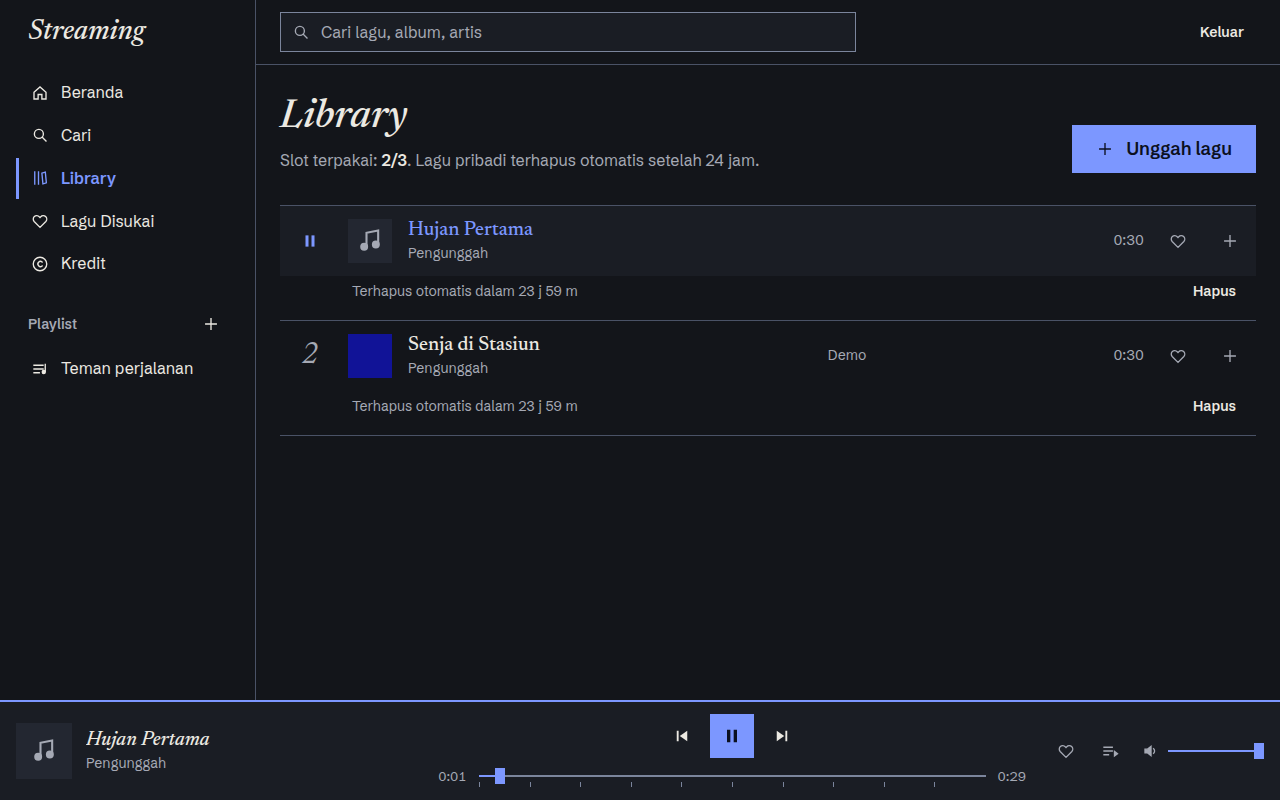 Streaming
Cari lagu, album, artis
Keluar
Beranda
Cari
Library
Lagu Disukai
Kredit
Playlist
Teman perjalanan
Library
Slot terpakai: 2/3. Lagu pribadi terhapus otomatis setelah 24 jam.
Unggah lagu
Hujan Pertama
Pengunggah
0:30
Terhapus otomatis dalam 23 j 59 m
Hapus
2
Senja di Stasiun
Pengunggah
Demo
0:30
Terhapus otomatis dalam 23 j 59 m
Hapus
Hujan Pertama
Pengunggah
0:01
0:29